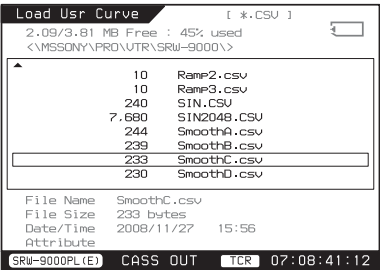 Load Usr Curve [ *.CSV ]
2.09/3.81 MB Free : 45% used
<\MSSONY\PRO\VTR\SRW-9000\>
10 Ramp2.csv
10 Ramp3.csv
240 SIN.CSV
7,680 SIN2048.CSV
244 SmoothA.csv
239 SmoothB.csv
233 SmoothC.csv
230 SmoothD.csv
File Name SmoothC.csv
File Size 233 bytes
Date/Time 2008/11/27 15:56
Attribute
SRW-9000PL(E) CASS OUT TCR 07:08:41:12